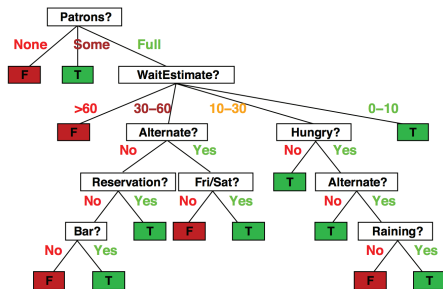 Patrons?
None Some Full
F T WaitEstimate?
>60 30–60 10–30 0–10
F Alternate? Hungry? T
No Yes No Yes
Reservation? Fri/Sat? T Alternate?
No Yes No Yes No Yes
Bar? T F T T Raining?
No Yes No Yes
F T F T